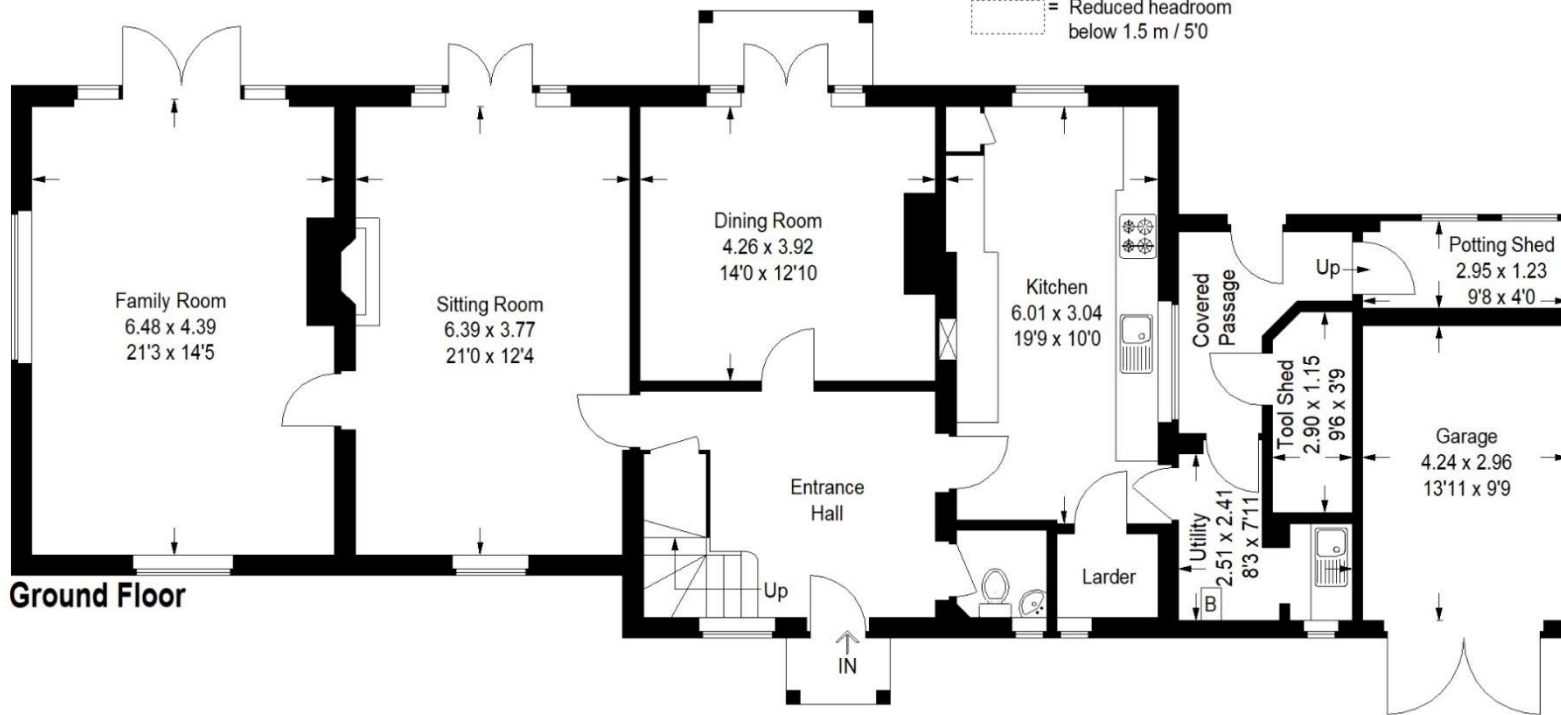 = Reduced headroom
below 1.5 m / 5'0
Family Room
6.48 x 4.39
21'3 x 14'5
Sitting Room
6.39 x 3.77
21'0 x 12'4
Dining Room
4.26 x 3.92
14'0 x 12'10
Kitchen
6.01 x 3.04
19'9 x 10'0
Covered
Passage
Up
Potting Shed
2.95 x 1.23
9'8 x 4'0
Tool Shed
2.90 x 1.15
9'6 x 3'9
Garage
4.24 x 2.96
13'11 x 9'9
Entrance
Hall
Up
Larder
Utility
2.51 x 2.41
8'3 x 7'11
B
IN
Ground Floor